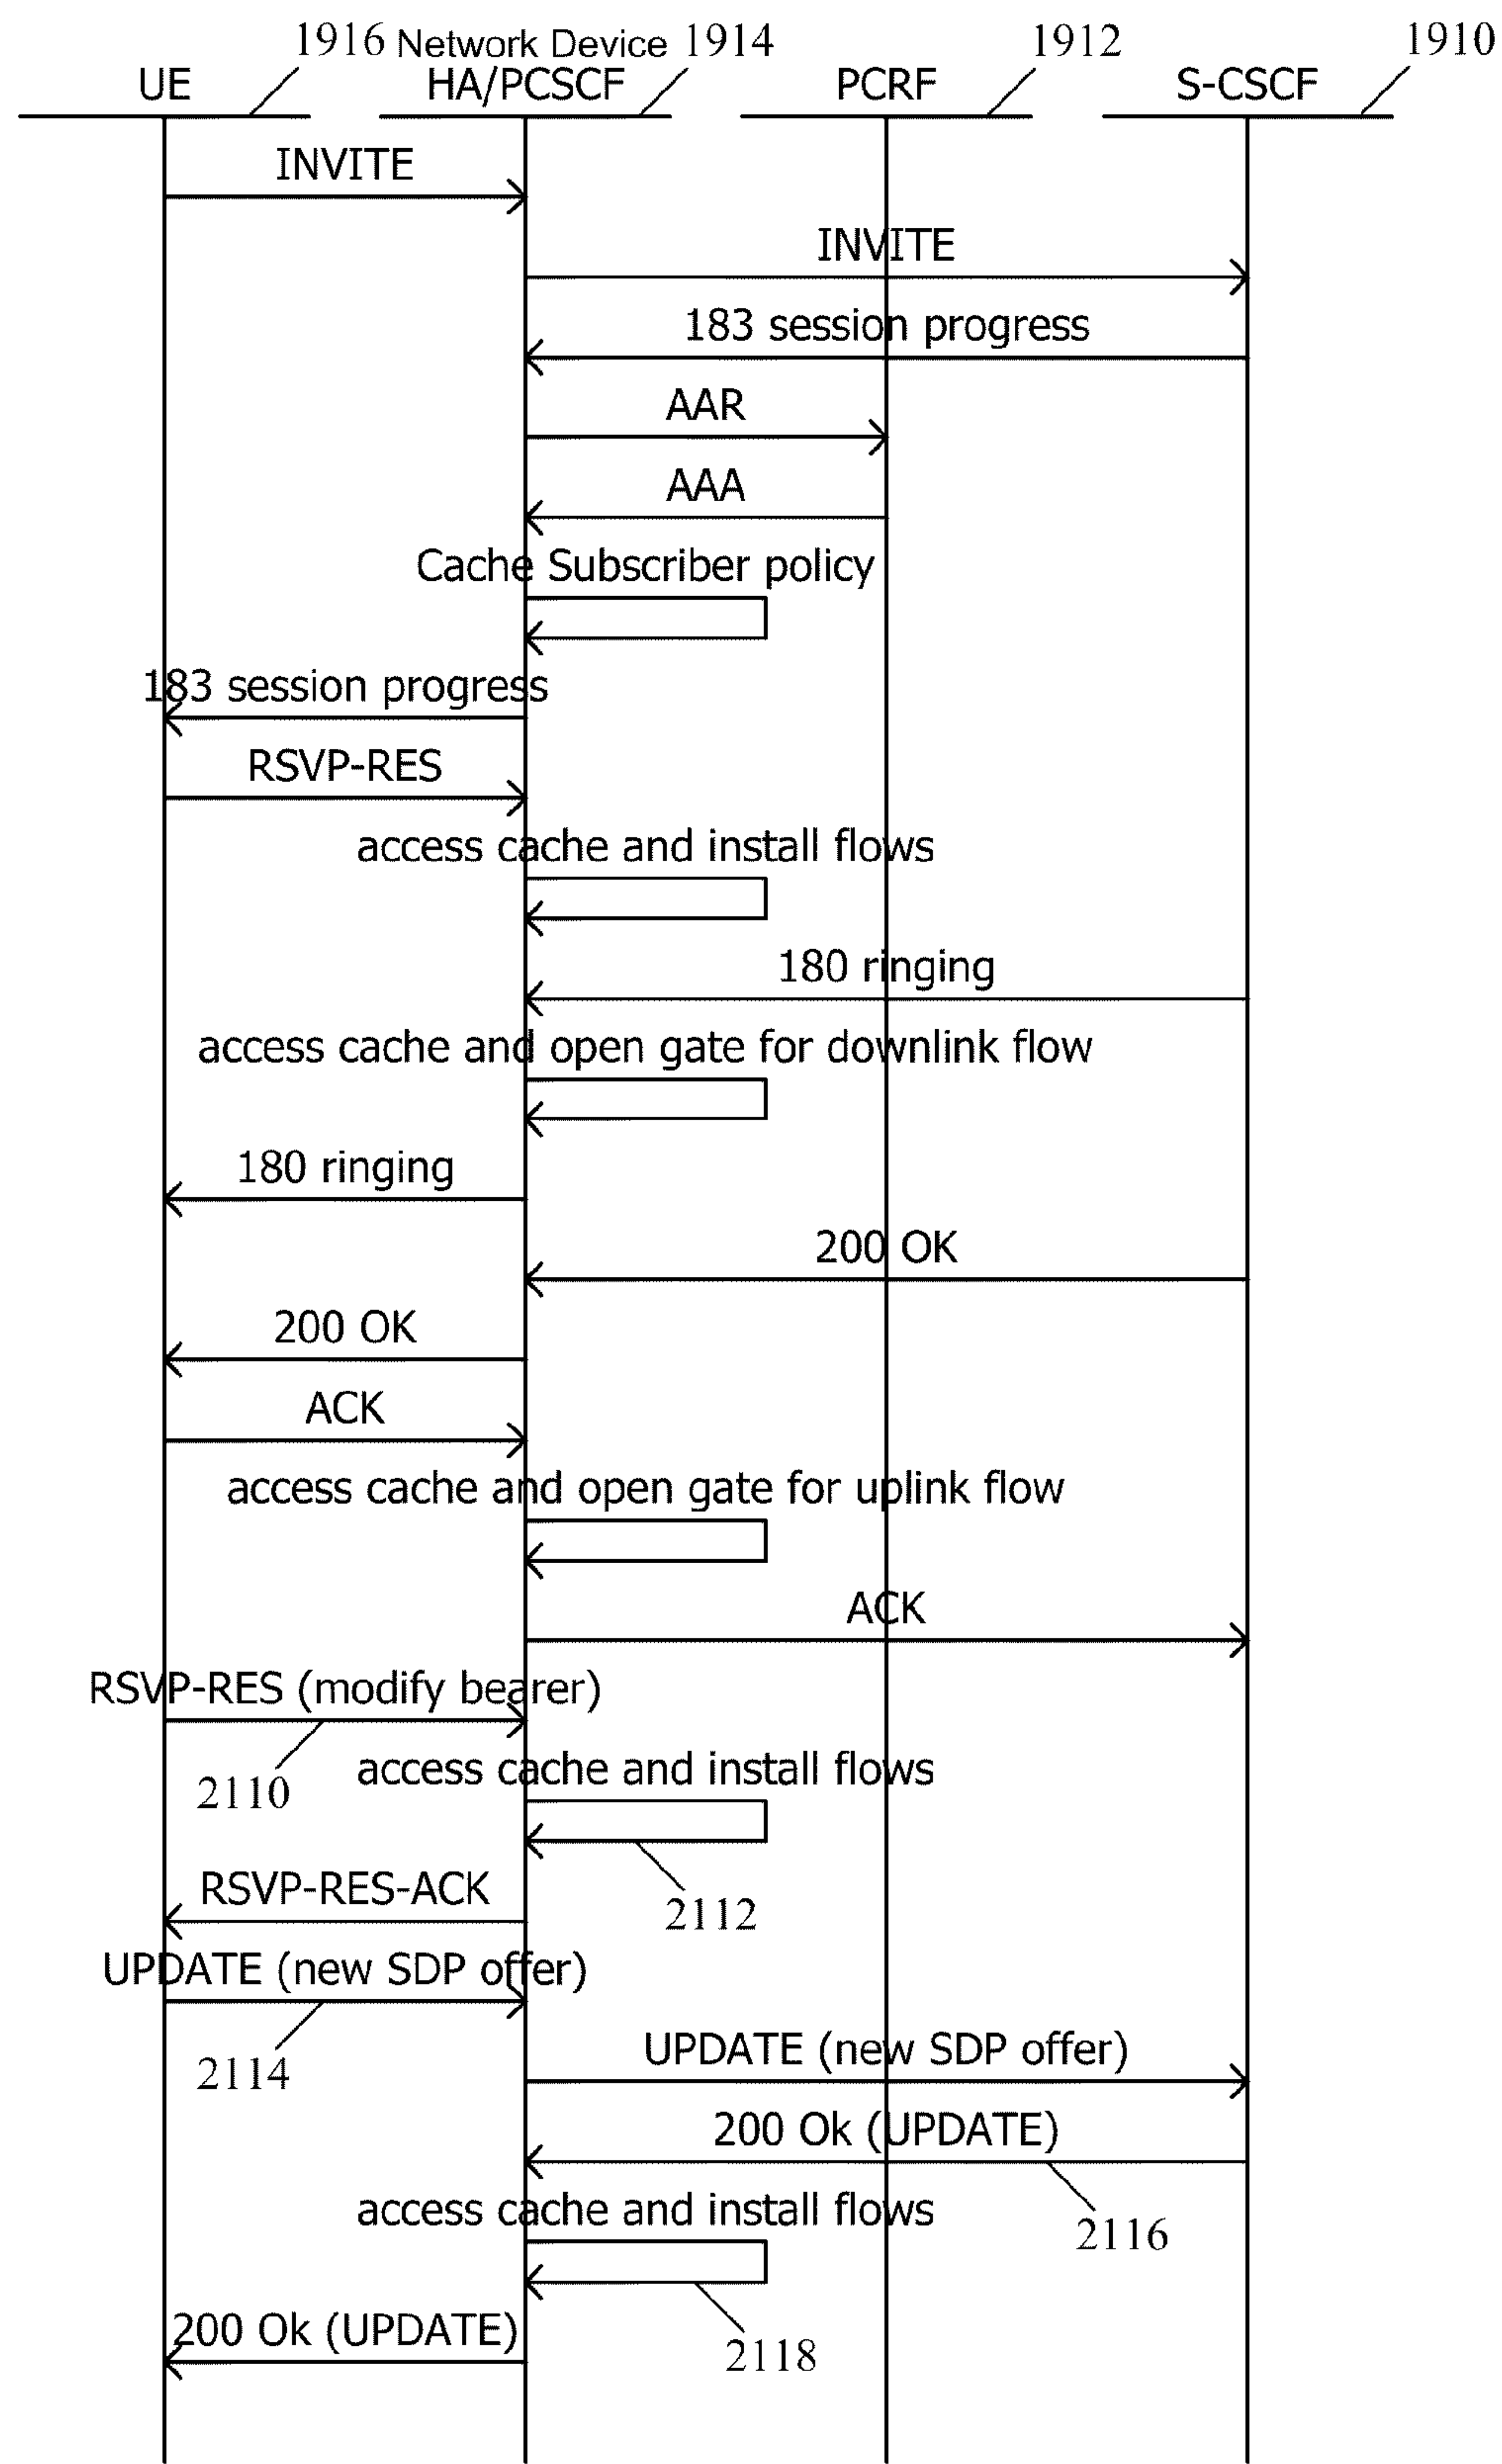 1916 Network Device 1914 1912 1910
UE HA/PCSCF PCRF S-CSCF
INVITE
INVITE
183 session progress
AAR
AAA
Cache Subscriber policy
183 session progress
RSVP-RES
access cache and install flows
180 ringing
access cache and open gate for downlink flow
180 ringing
200 OK
200 OK
ACK
access cache and open gate for uplink flow
ACK
RSVP-RES (modify bearer)
2110
access cache and install flows
RSVP-RES-ACK
2112
UPDATE (new SDP offer)
2114
UPDATE (new SDP offer)
200 Ok (UPDATE)
access cache and install flows
2116
200 Ok (UPDATE)
2118